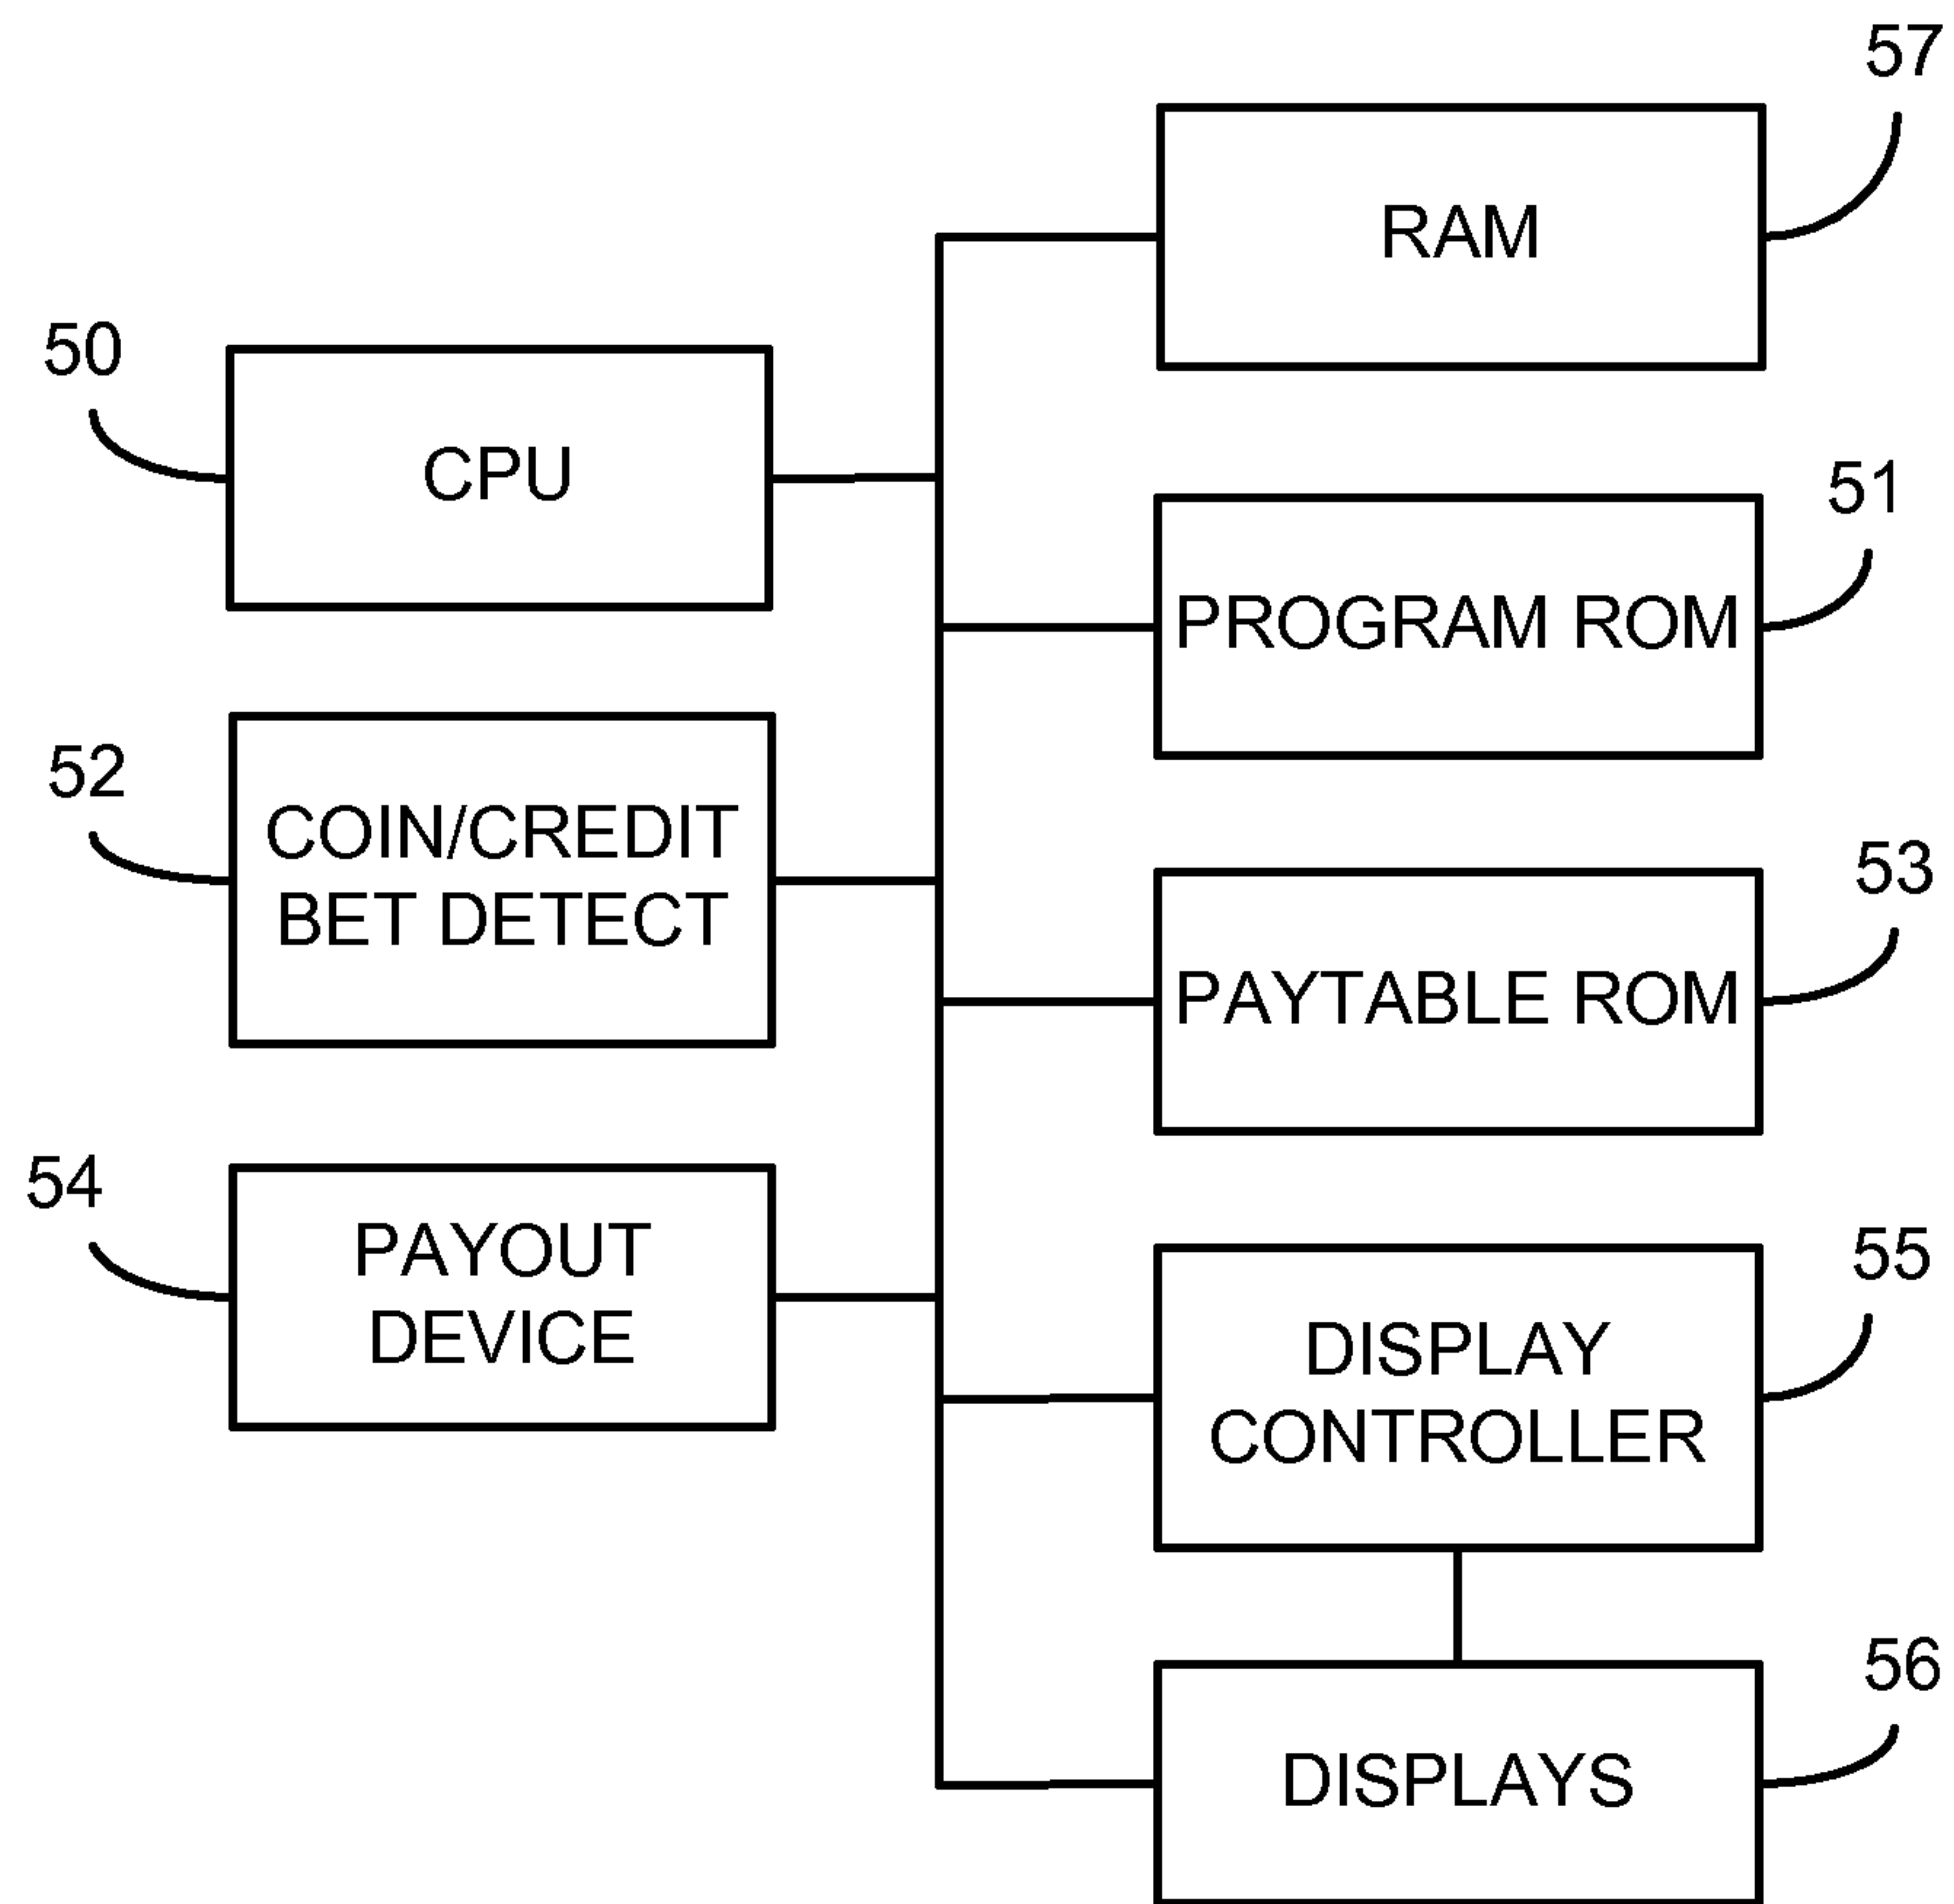 57
RAM
50
CPU
51
PROGRAM ROM
52
COIN/CREDIT
BET DETECT
53
PAYTABLE ROM
54
PAYOUT
DEVICE
55
DISPLAY
CONTROLLER
56
DISPLAYS